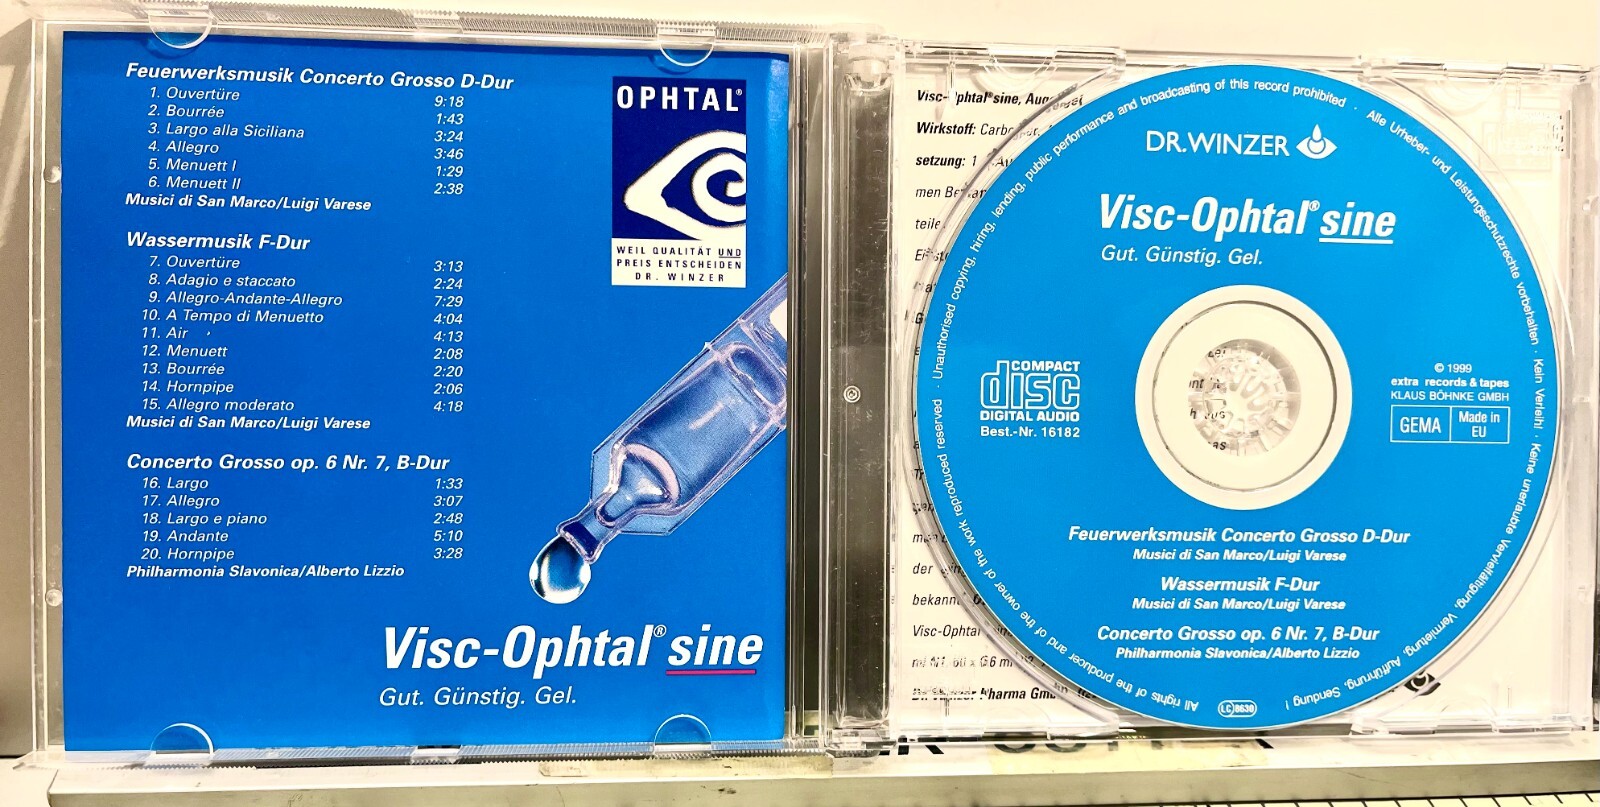 Feuerwerksmusik Concerto Grosso D-Dur
1. Ouvertüre 9:18
2. Bourrée 1:43
3. Largo alla Siciliana 3:24
4. Allegro 3:46
5. Menuett I 1:29
6. Menuett II 2:38
Musici di San Marco/Luigi Varese
Wassermusik F-Dur
7. Ouvertüre 3:13
8. Adagio e staccato 2:24
9. Allegro-Andante-Allegro 7:29
10. A Tempo di Menuetto 4:04
11. Air 4:13
12. Menuett 2:08
13. Bourrée 2:20
14. Hornpipe 2:06
15. Allegro moderato 4:18
Musici di San Marco/Luigi Varese
Concerto Grosso op. 6 Nr. 7, B-Dur
16. Largo 1:33
17. Allegro 3:07
18. Largo e piano 2:48
19. Andante 5:10
20. Hornpipe 3:28
Philharmonia Slavonica/Alberto Lizzio
OPHTAL®
WEIL QUALITÄT UND
PREIS ENTSCHEIDEN
DR. WINZER
Visc-Ophtal® sine
Gut. Günstig. Gel.
Visc-Ophtal® sine,
Wirkstoff:
setzung: 1
men
der
Visc-Ophtal
All rights of the producer and of the owner of the work reproduced reserved · Unauthorised copying, hiring, lending, public performance and broadcasting of this record prohibited · Alle Urheber- und Leistungsschutzrechte vorbehalten · Kein Verleih! · Keine unerlaubte Vervielfältigung, Vermietung, Aufführung, Sendung!
DR. WINZER
Visc-Ophtal® sine
Gut. Günstig. Gel.
COMPACT
disc
DIGITAL AUDIO
Best.-Nr. 16182
© 1999
extra records & tapes
KLAUS BÖHNKE GMBH
GEMA Made in EU
Feuerwerksmusik Concerto Grosso D-Dur
Musici di San Marco/Luigi Varese
Wassermusik F-Dur
Musici di San Marco/Luigi Varese
Concerto Grosso op. 6 Nr. 7, B-Dur
Philharmonia Slavonica/Alberto Lizzio
LC 8630